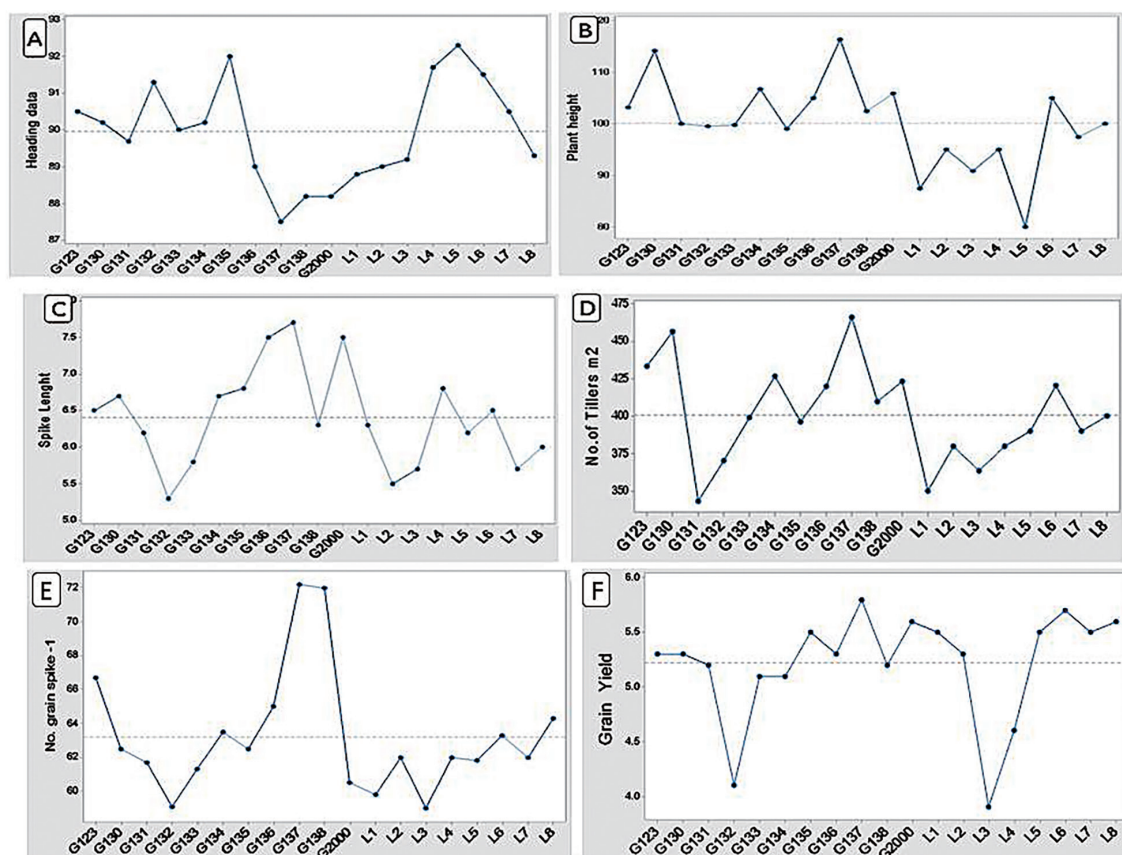 A
Heading data
93
92
91
90
89
88
87
G123 G130 G131 G132 G133 G134 G135 G136 G137 G138 G2000 L1 L2 L3 L4 L5 L6 L7 L8
B
Plant height
110
100
90
80
G123 G130 G131 G132 G133 G134 G135 G136 G137 G138 G2000 L1 L2 L3 L4 L5 L6 L7 L8
C
Spike Lenght
7.5
7.0
6.5
6.0
5.5
5.0
G123 G130 G131 G132 G133 G134 G135 G136 G137 G138 G2000 L1 L2 L3 L4 L5 L6 L7 L8
D
No.of Tillers m2
475
450
425
400
375
350
G123 G130 G131 G132 G133 G134 G135 G136 G137 G138 G2000 L1 L2 L3 L4 L5 L6 L7 L8
E
No. grain spike -1
72
70
68
66
64
62
60
G123 G130 G131 G132 G133 G134 G135 G136 G137 G138 G2000 L1 L2 L3 L4 L5 L6 L7 L8
F
Grain Yield
6.0
5.5
5.0
4.5
4.0
G123 G130 G131 G132 G133 G134 G135 G136 G137 G138 G2000 L1 L2 L3 L4 L5 L6 L7 L8